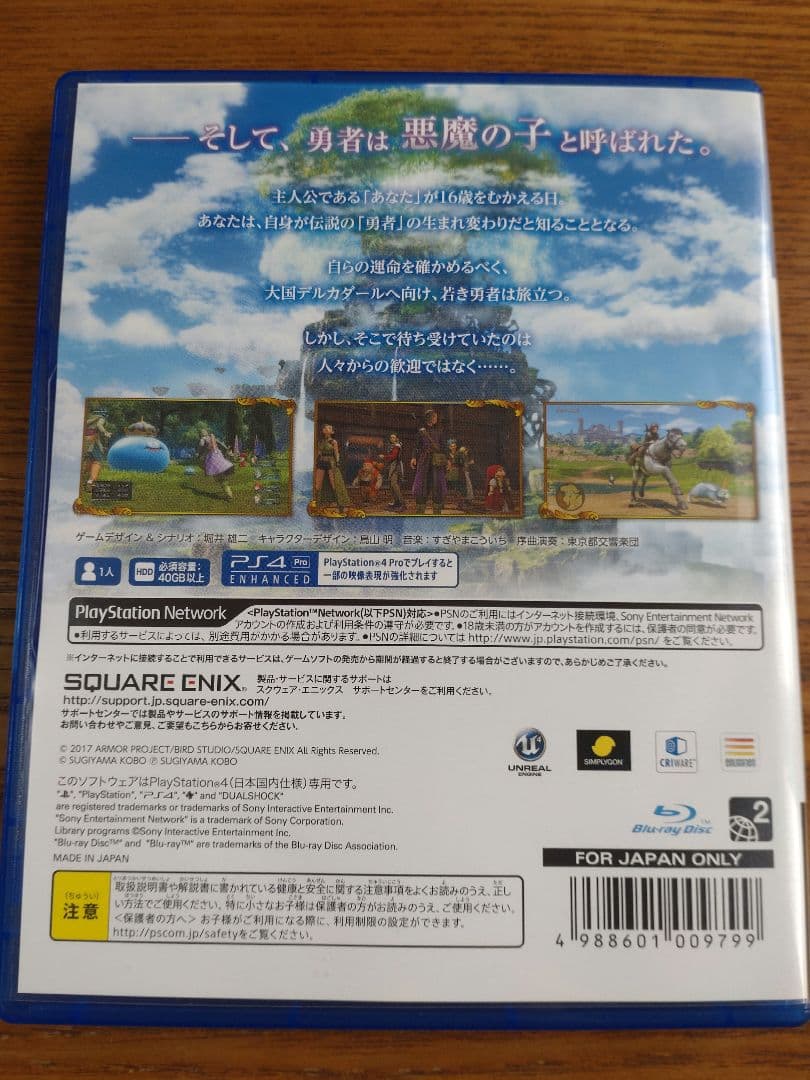 ── そして、勇者は 悪魔の子 と呼ばれた。
主人公である「あなた」が16歳をむかえる日。
あなたは、自身が伝説の「勇者」の生まれ変わりだと知ることとなる。
自らの運命を確かめるべく、
大国デルカダールへ向け、若き勇者は旅立つ。
しかし、そこで待ち受けていたのは
人々からの歓迎ではなく……。
ゲームデザイン & シナリオ:堀井 雄二 キャラクターデザイン:鳥山 明 音楽:すぎやまこういち 序曲演奏:東京都交響楽団
1人
HDD 必須容量:
40GB以上
PS4 Pro
ENHANCED
PlayStation®4 Proでプレイすると
一部の映像表現が強化されます
PlayStation Network
<PlayStation™Network(以下PSN)対応>●PSNのご利用にはインターネット接続環境、Sony Entertainment Network
アカウントの作成および利用条件の遵守が必要です。●18歳未満の方がアカウントを作成するには、保護者の同意が必要です。
●利用するサービスによっては、別途費用がかかる場合があります。●PSNの詳細については http://www.jp.playstation.com/psn/ をご覧ください。
※インターネットに接続することで利用できるサービスは、ゲームソフトの発売から期間が経過すると終了する場合がございますので、あらかじめご了承ください。
SQUARE ENIX®
製品・サービスに関するサポートは
スクウェア・エニックス サポートセンターをご利用ください。
http://support.jp.square-enix.com/
サポートセンターでは製品やサービスのサポート情報を掲載しています。
お問い合わせやご意見、ご要望もこちらからお寄せください。
© 2017 ARMOR PROJECT/BIRD STUDIO/SQUARE ENIX All Rights Reserved.
© SUGIYAMA KOBO ℗ SUGIYAMA KOBO
UNREAL
ENGINE
SIMPLYGON
CRIWARE
このソフトウェアはPlayStation®4(日本国内仕様)専用です。
"PlayStation", "PS4", and "DUALSHOCK"
are registered trademarks or trademarks of Sony Interactive Entertainment Inc.
"Sony Entertainment Network" is a trademark of Sony Corporation.
Library programs ©Sony Interactive Entertainment Inc.
"Blu-ray Disc™" and "Blu-ray™" are trademarks of the Blu-ray Disc Association.
MADE IN JAPAN
Blu-ray Disc™
2
FOR JAPAN ONLY
(ちゅうい)
注意
取扱説明書や解説書に書かれている健康と安全に関する注意事項をよくお読みのうえ、正し
い方法でご使用ください。特に小さなお子様は保護者の方がお読みのうえ、ご使用ください。
<保護者の方へ> お子様がご利用になる際に、利用制限の設定ができます。
http://pscom.jp/safetyをご覧ください。
4 988601 009799